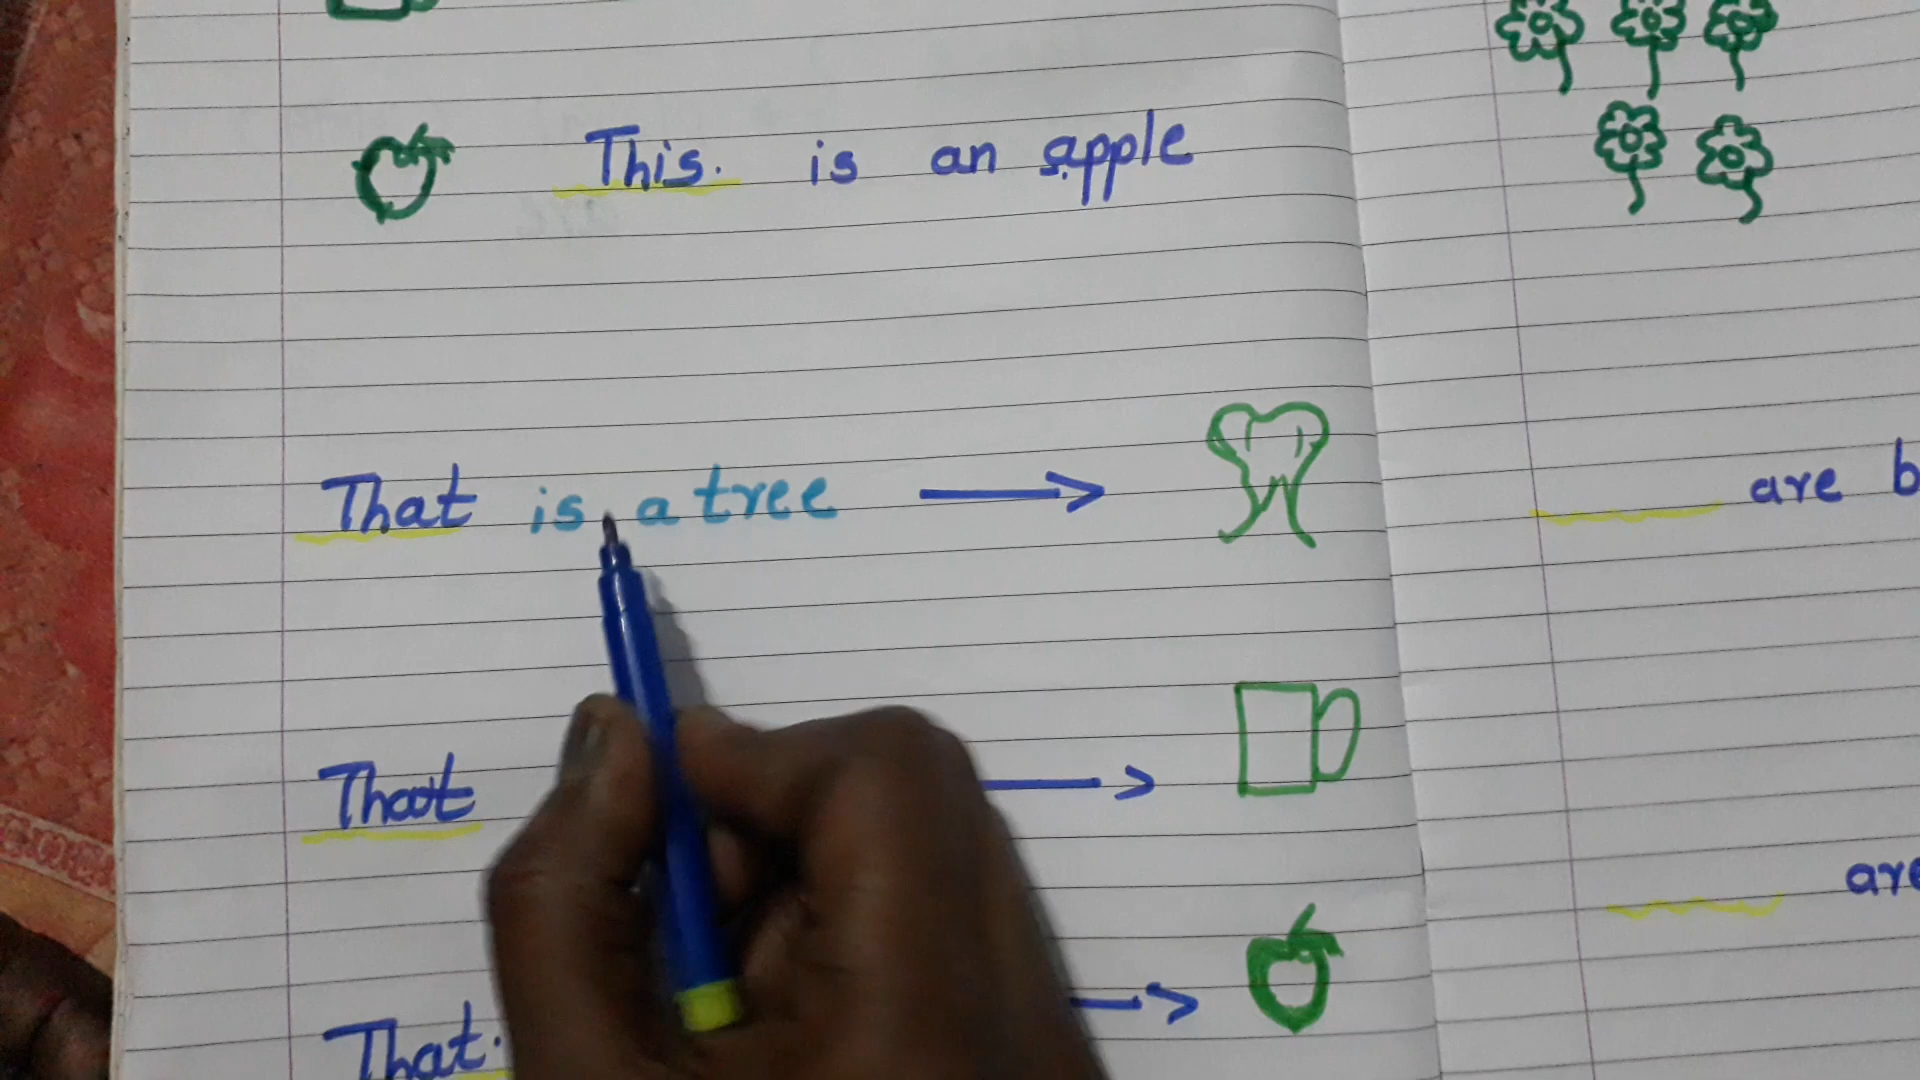 This. is an apple
That is a tree
That
That.
are
are